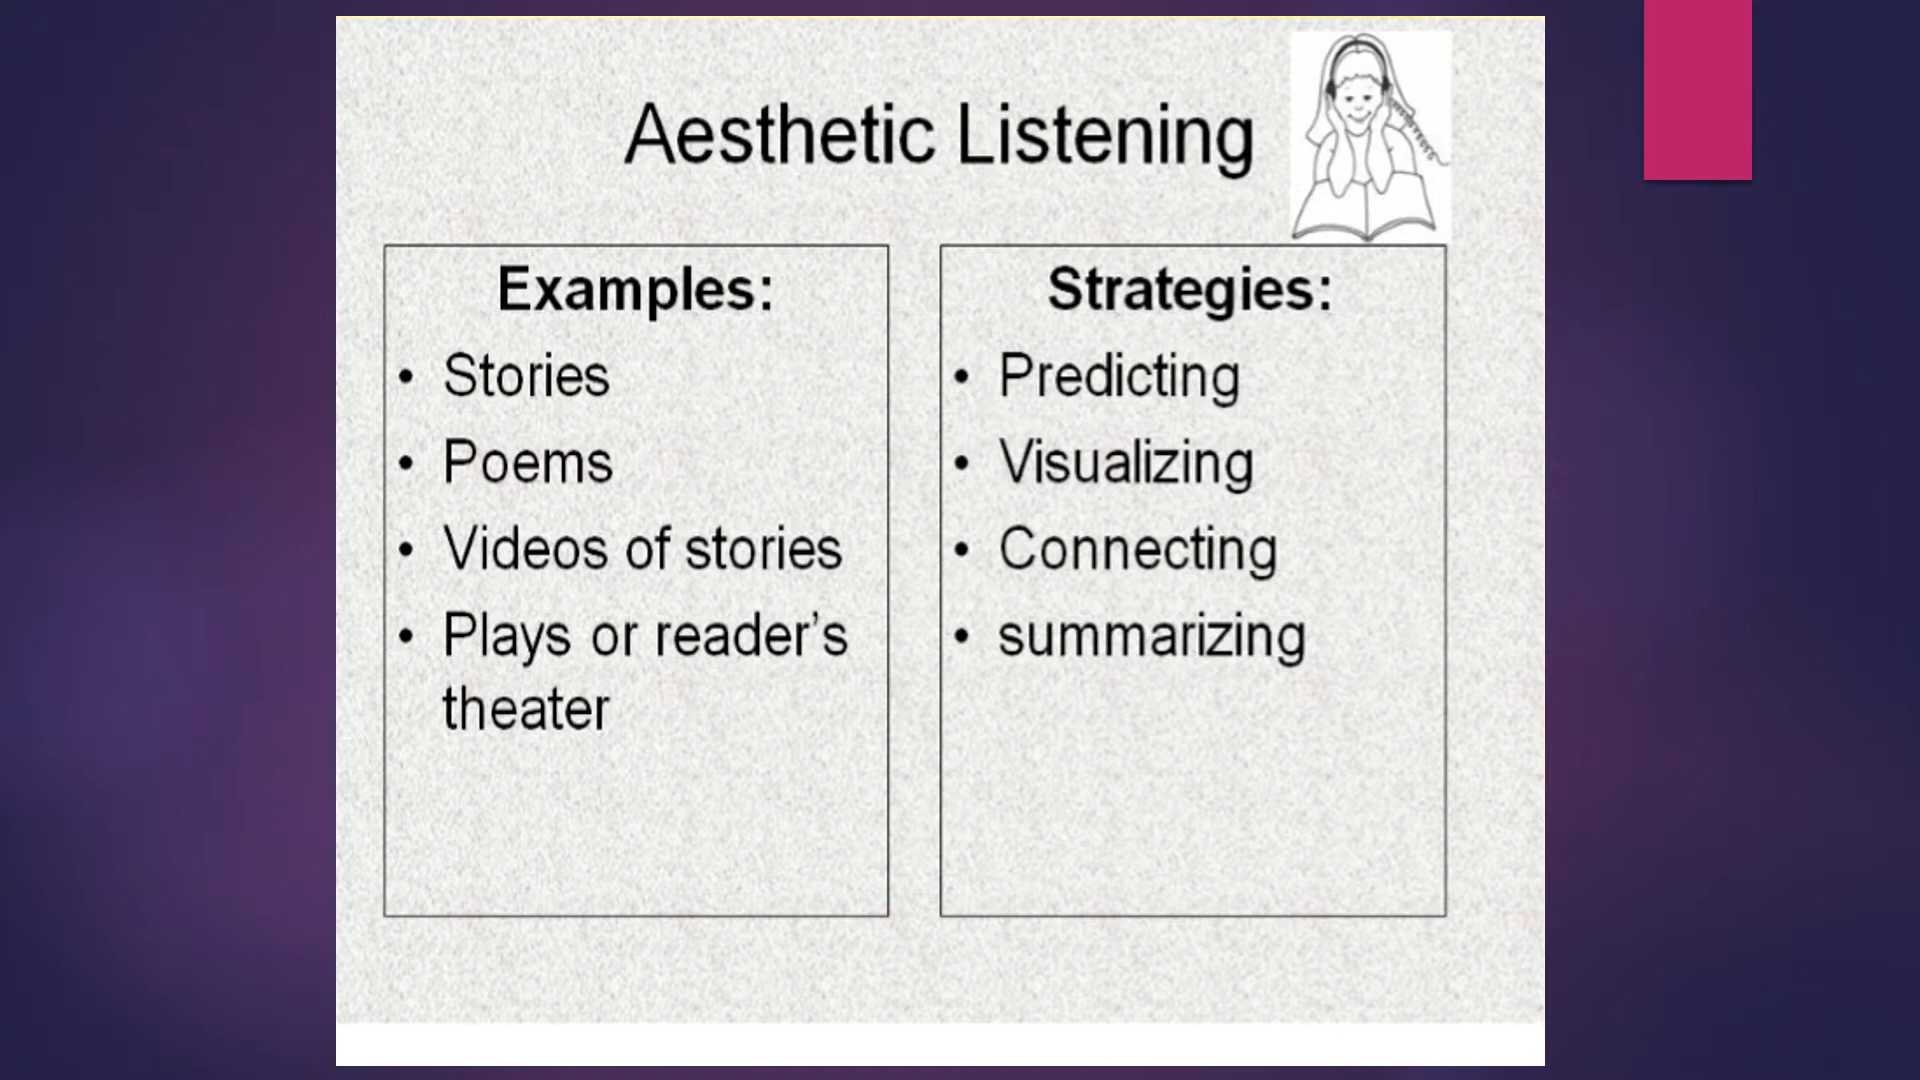 Aesthetic Listening
Examples:
• Stories
• Poems
• Videos of stories
• Plays or reader’s
theater
Strategies:
• Predicting
• Visualizing
• Connecting
• summarizing